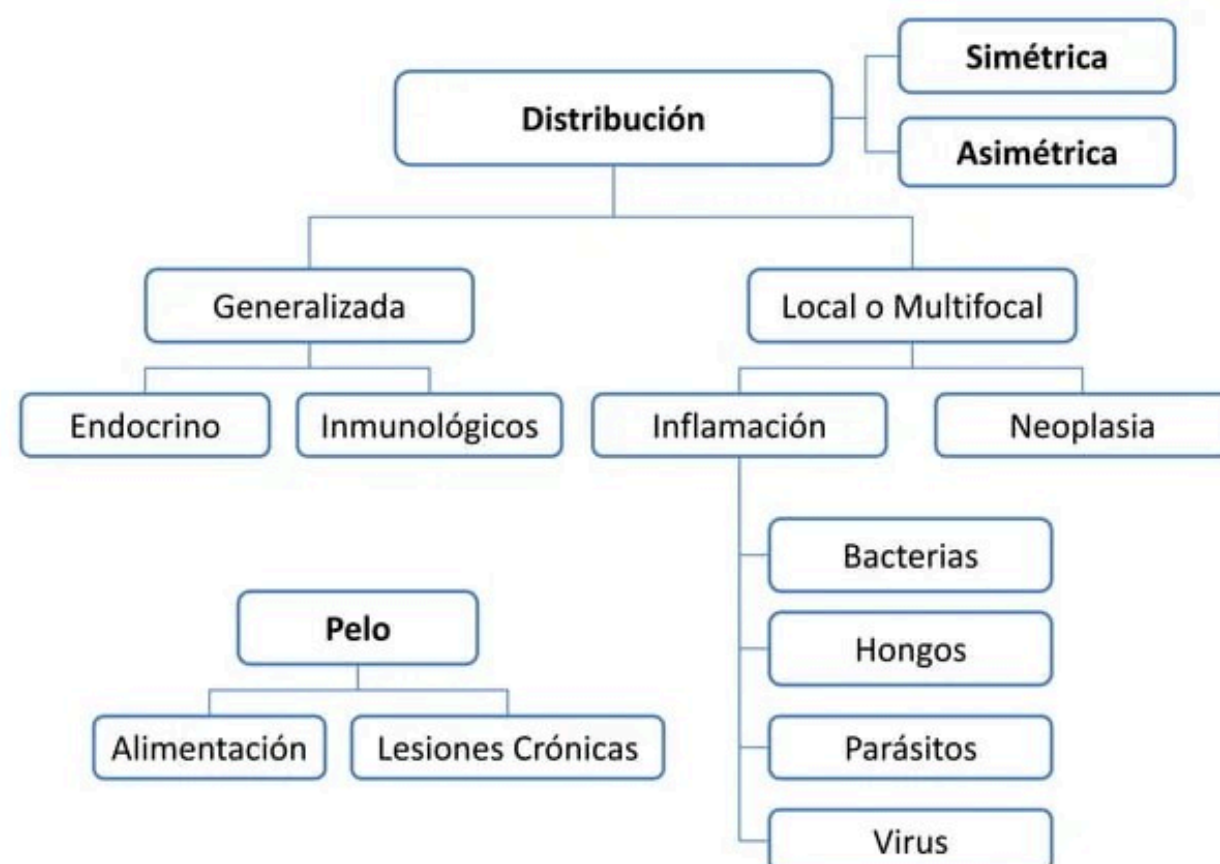 Simétrica
Distribución
Asimétrica
Generalizada
Local o Multifocal
Endocrino
Inmunológicos
Inflamación
Neoplasia
Bacterias
Pelo
Hongos
Alimentación
Lesiones Crónicas
Parásitos
Virus